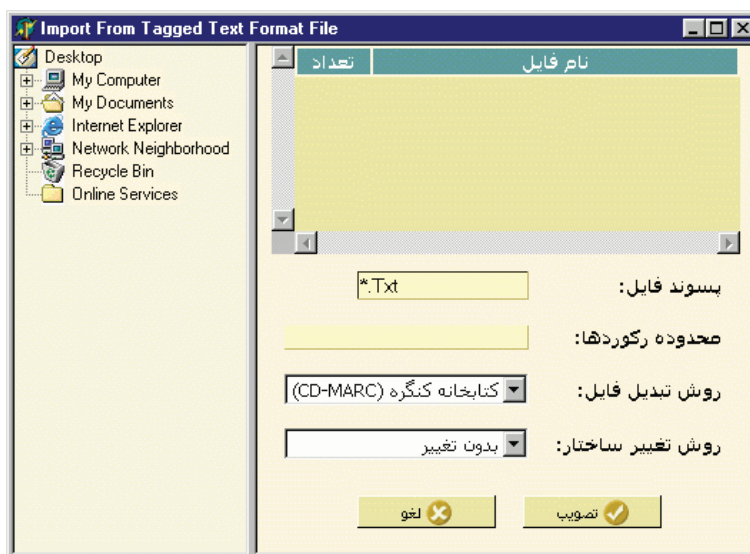 Import From Tagged Text Format File
Desktop
My Computer
My Documents
Internet Explorer
Network Neighborhood
Recycle Bin
Online Services
نام فایل
تعداد
پسوند فایل:
*.Txt
محدوده رکوردها:
روش تبدیل فایل:
کتابخانه کنگره (CD-MARC)
روش تغییر ساختار:
بدون تغییر
تصویب
لغو